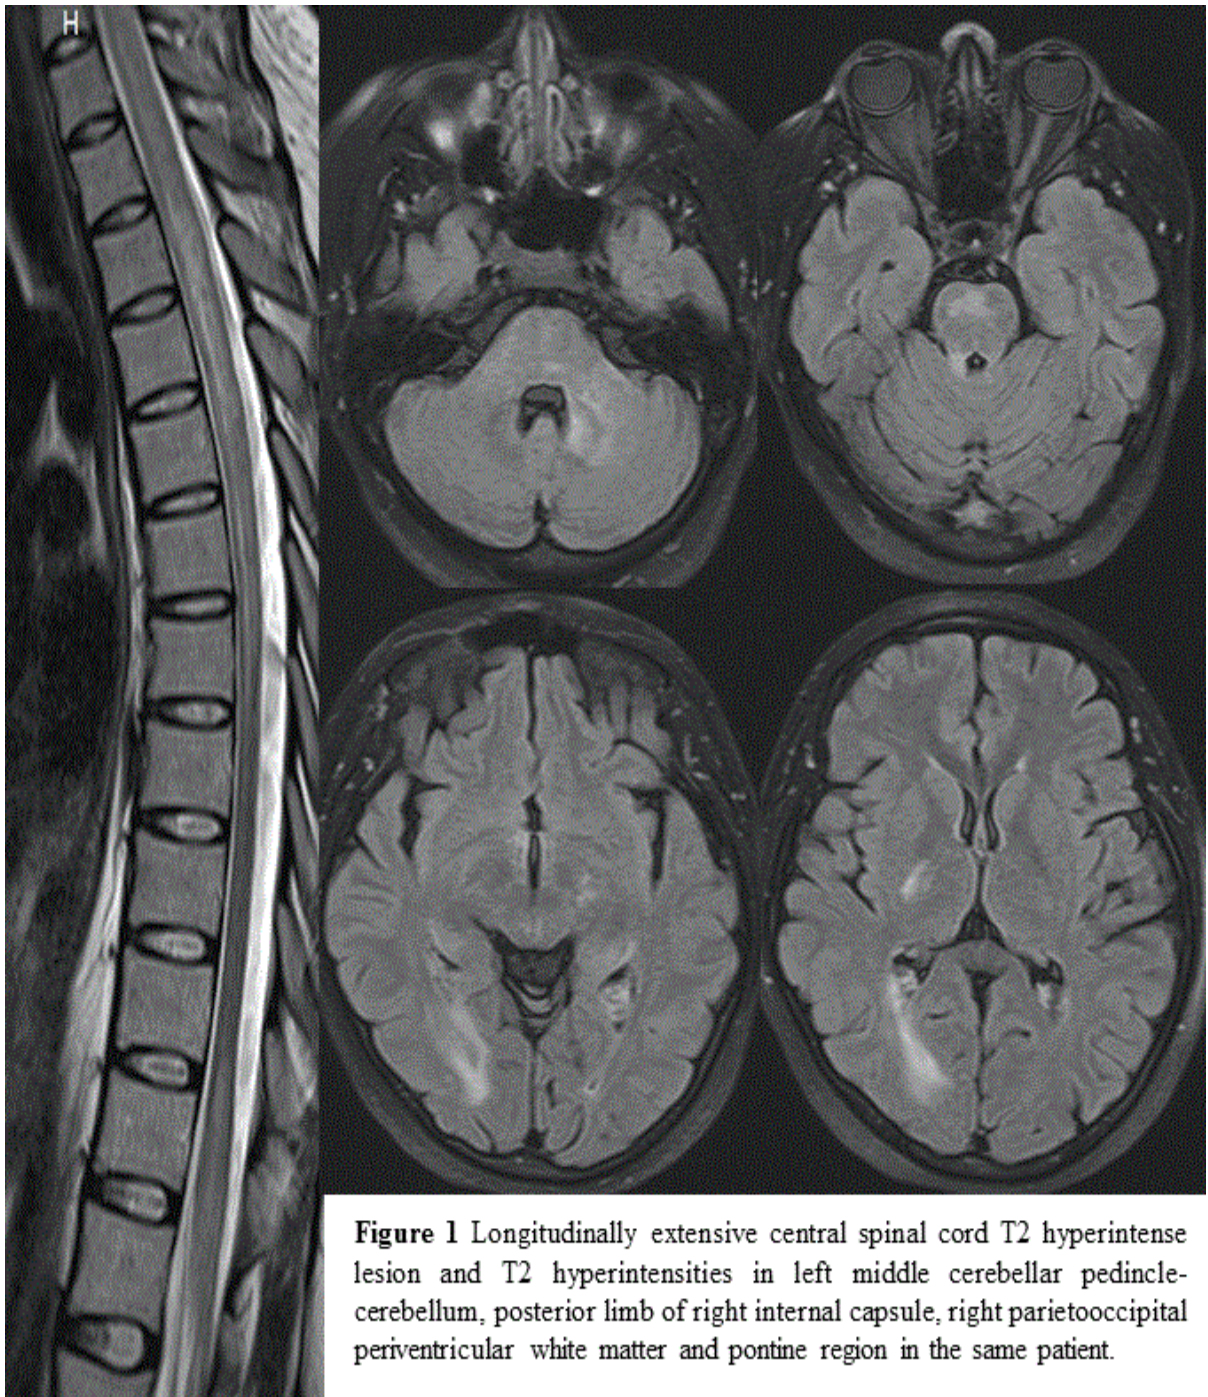 H
Figure 1 Longitudinally extensive central spinal cord T2 hyperintense
lesion and T2 hyperintensities in left middle cerebellar pedincle-
cerebellum, posterior limb of right internal capsule, right parietooccipital
periventricular white matter and pontine region in the same patient.